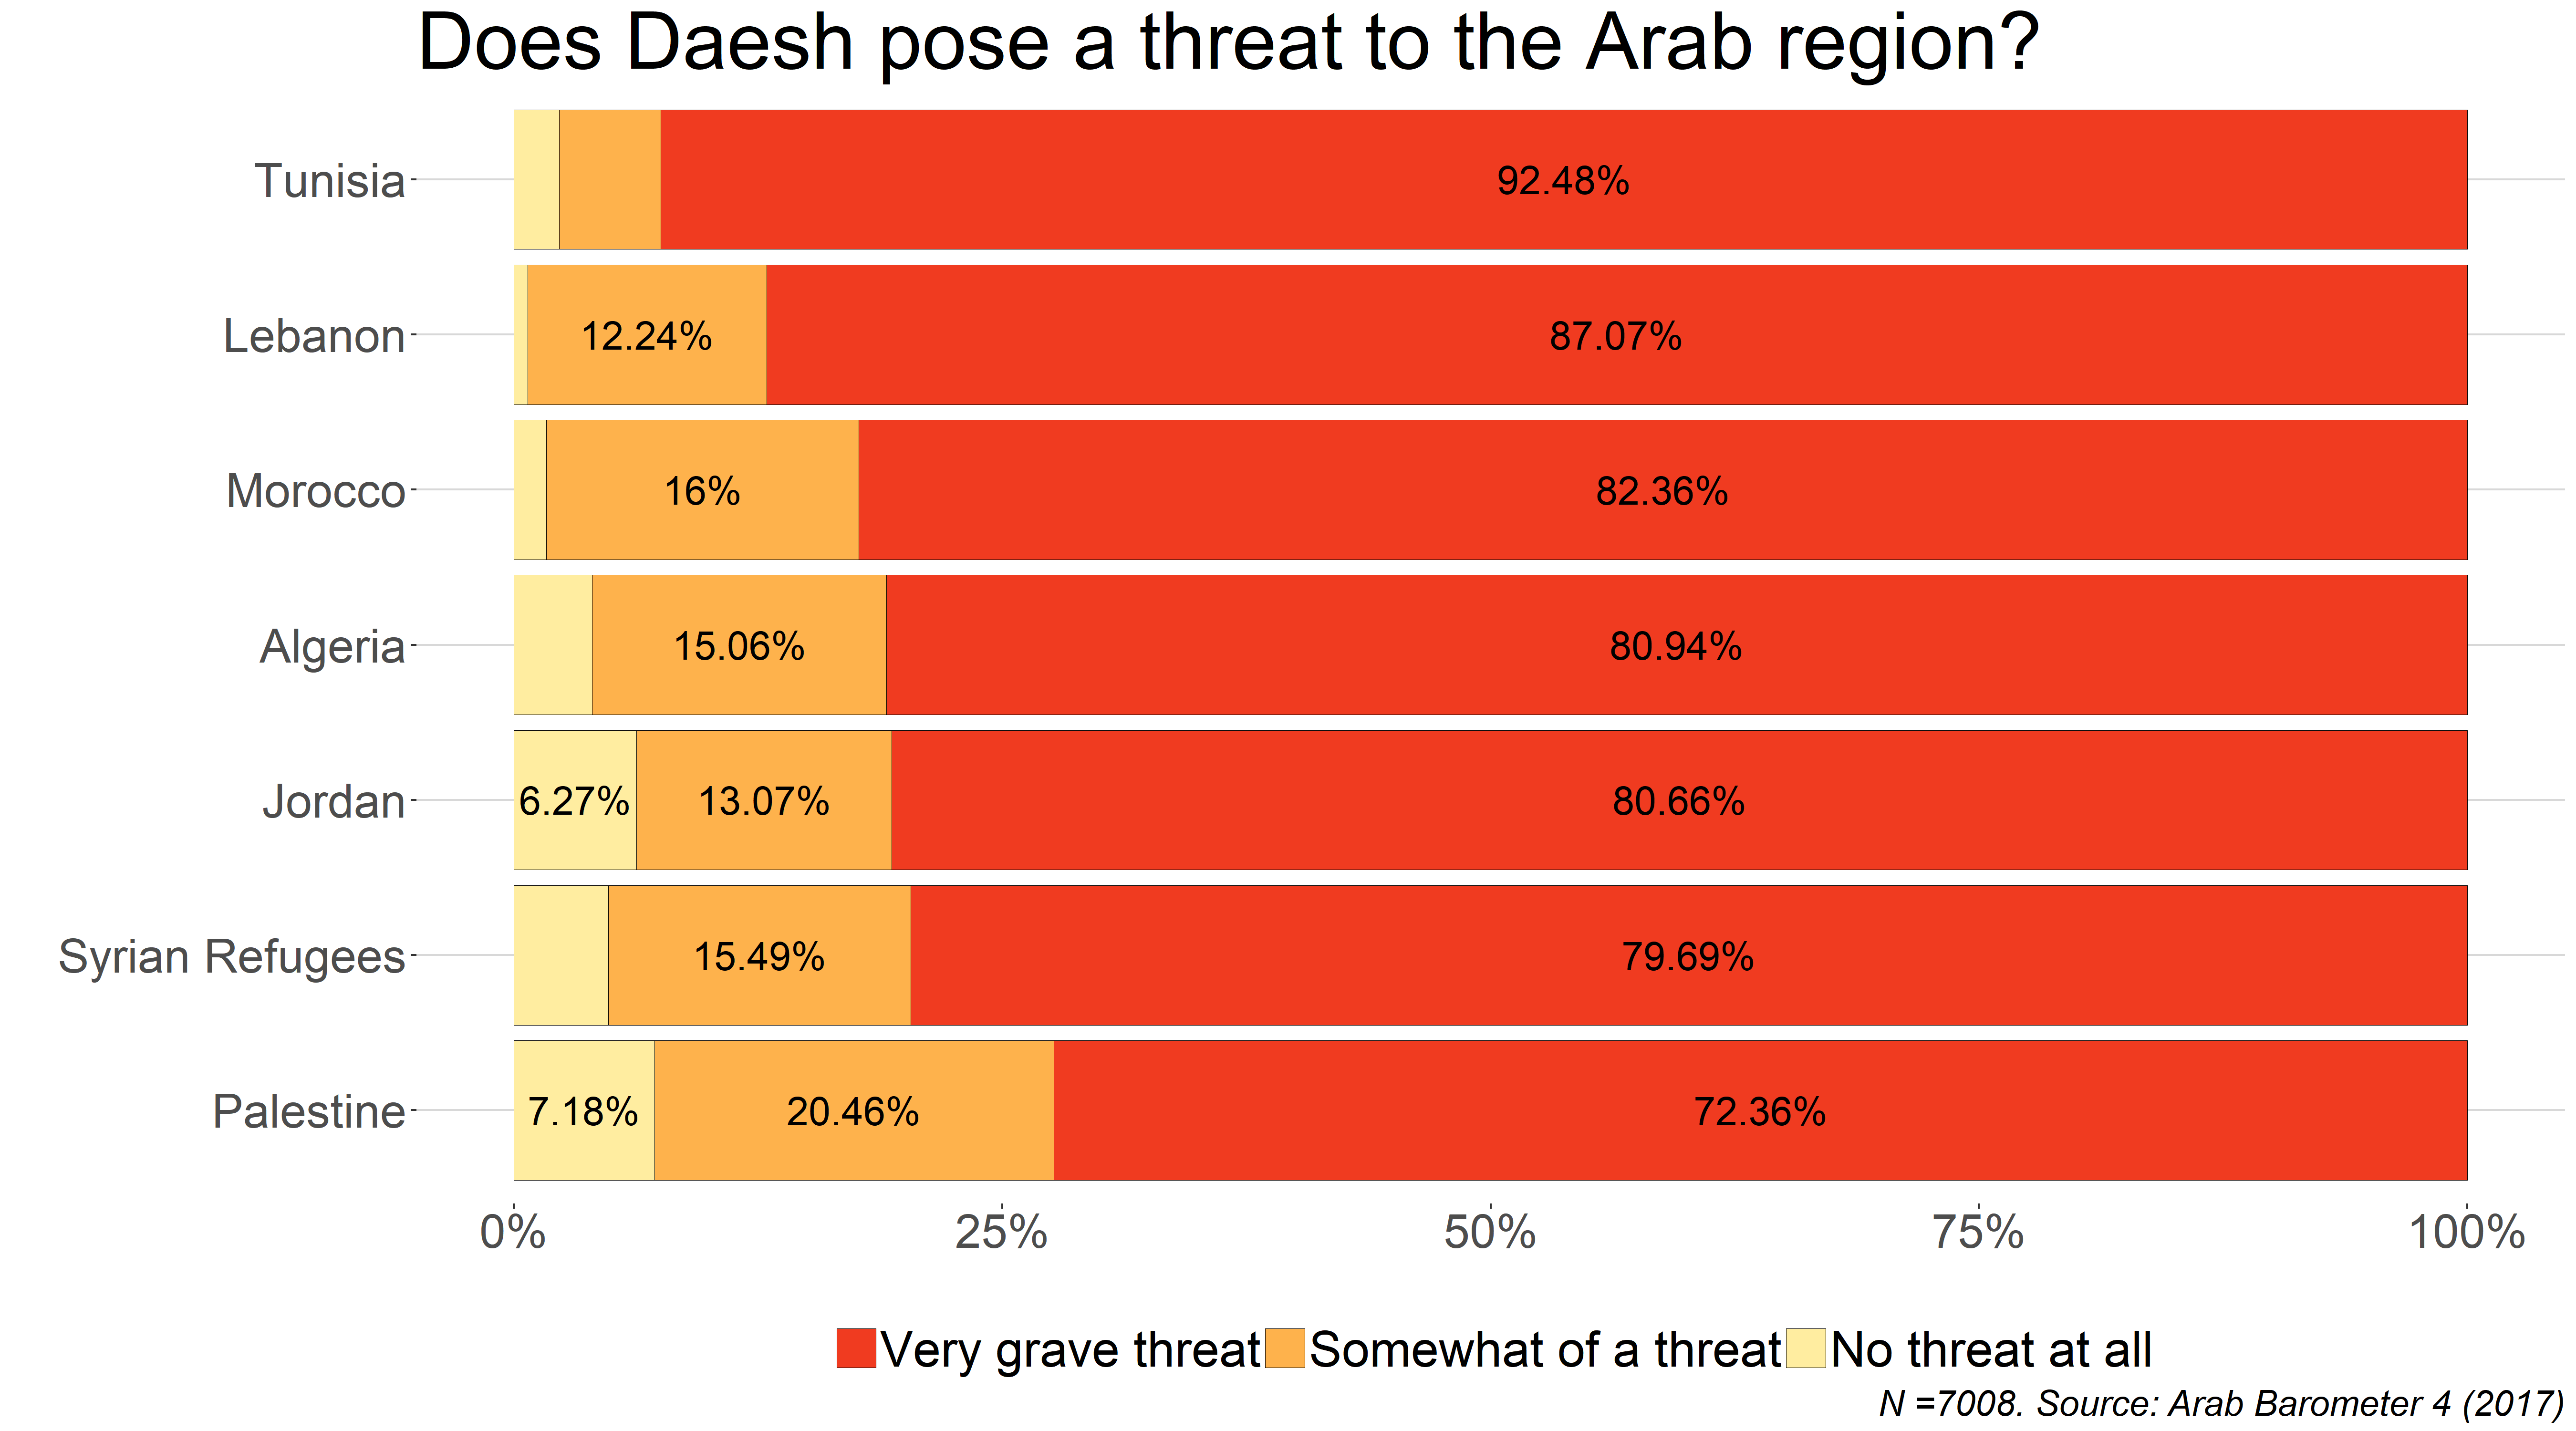 Does Daesh pose a threat to the Arab region?
Tunisia 92.48%
Lebanon 12.24% 87.07%
Morocco 16% 82.36%
Algeria 15.06% 80.94%
Jordan 6.27% 13.07% 80.66%
Syrian Refugees 15.49% 79.69%
Palestine 7.18% 20.46% 72.36%
0% 25% 50% 75% 100%
Very grave threat Somewhat of a threat No threat at all
N =7008. Source: Arab Barometer 4 (2017)